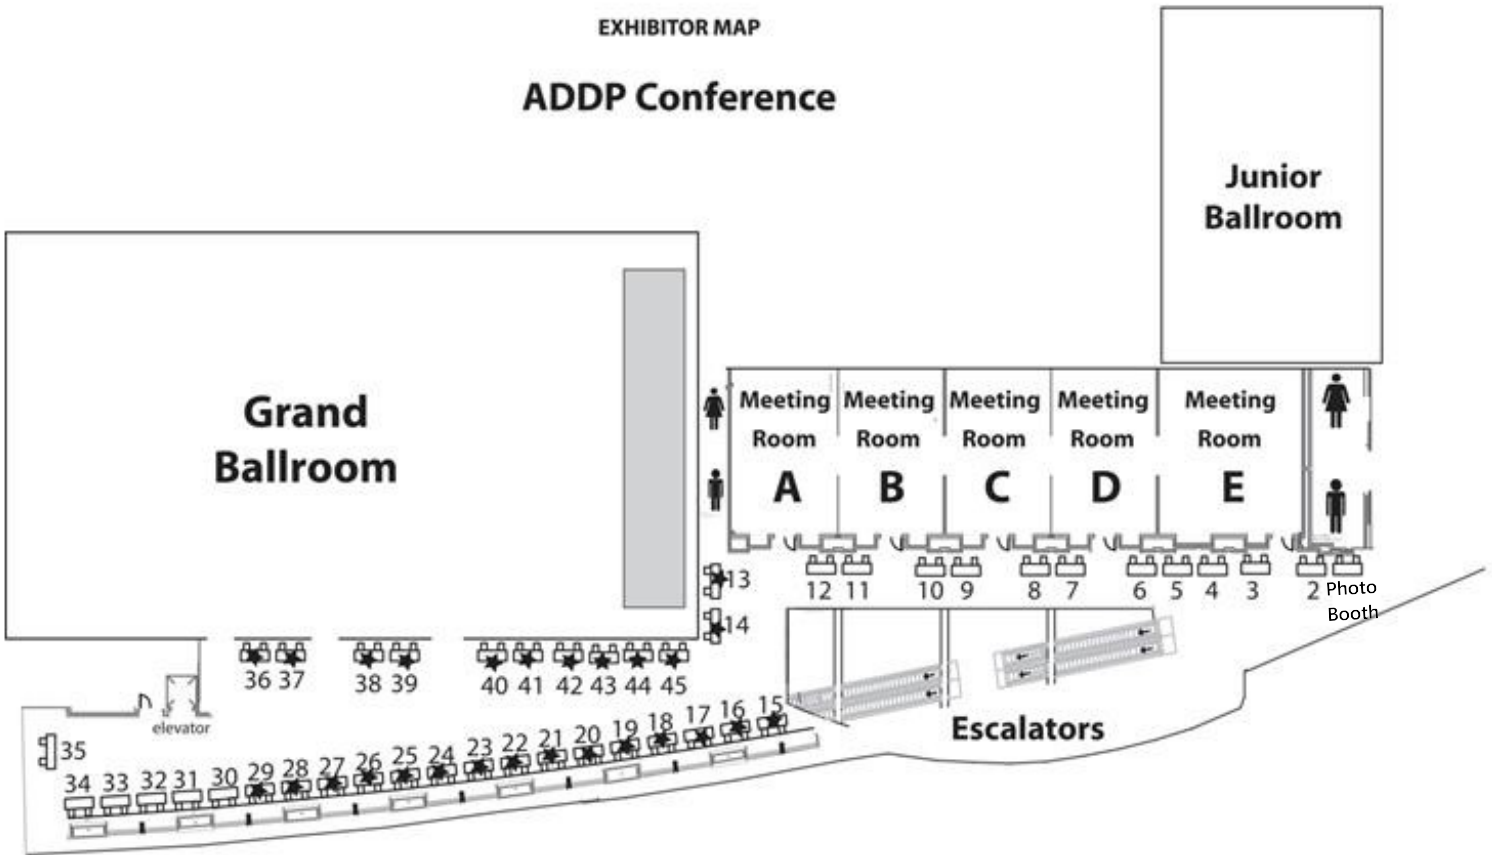 EXHIBITOR MAP
ADDP Conference
Junior
Ballroom
Grand
Ballroom
Meeting
Room
A
Meeting
Room
B
Meeting
Room
C
Meeting
Room
D
Meeting
Room
E
13
14
12 11 10 9 8 7 6 5 4 3 2 Photo
Booth
36 37 38 39 40 41 42 43 44 45
elevator
Escalators
35
34 33 32 31 30 29 28 27 26 25 24 23 22 21 20 19 18 17 16 15